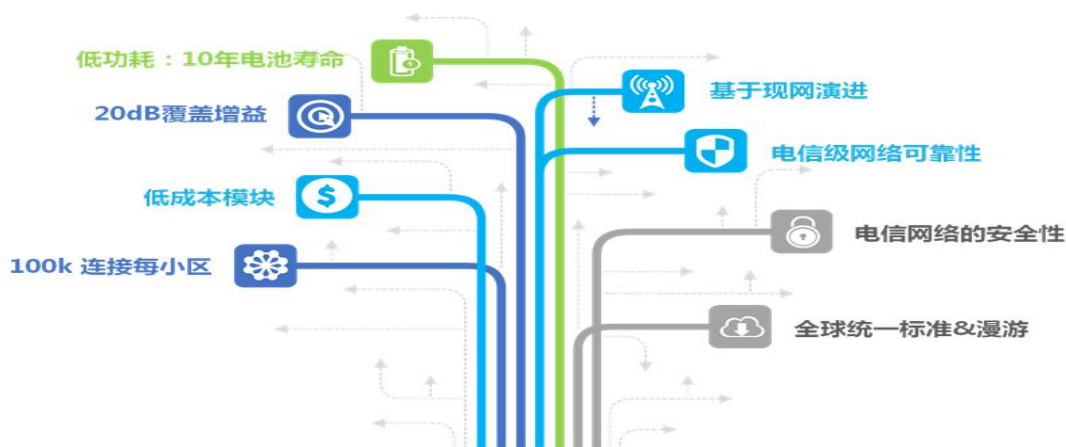 低功耗：10年电池寿命
20dB覆盖增益
低成本模块
100k 连接每小区
基于现网演进
电信级网络可靠性
电信网络的安全性
全球统一标准&漫游